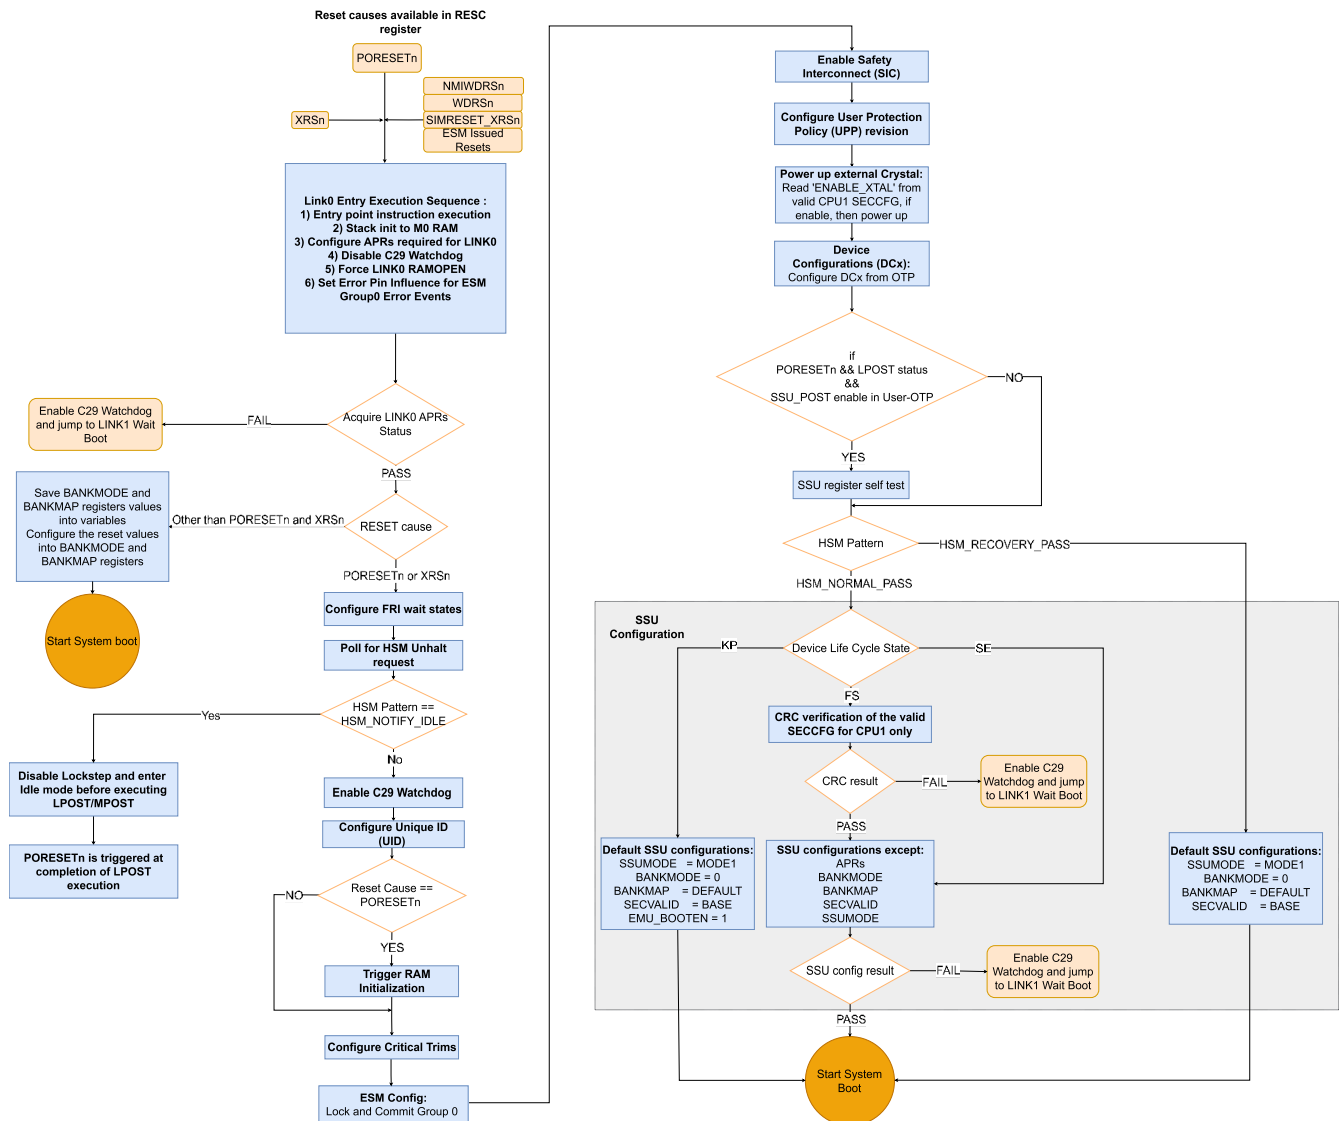 Reset causes available in RESC
register
PORESETn
NMIWDRSn
WDRSn
XRSn
SIMRESET_XRSn
ESM Issued
Resets
Link0 Entry Execution Sequence :
1) Entry point instruction execution
2) Stack init to M0 RAM
3) Configure APRs required for LINK0
4) Disable C29 Watchdog
5) Force LINK0 RAMOPEN
6) Set Error Pin Influence for ESM
Group0 Error Events
Acquire LINK0 APRs
Status
FAIL
Enable C29 Watchdog
and jump to LINK1 Wait
Boot
PASS
RESET cause
Other than PORESETn and XRSn
Save BANKMODE and
BANKMAP registers values
into variables
Configure the reset values
into BANKMODE and
BANKMAP registers
Start System boot
PORESETn or XRSn
Configure FRI wait states
Poll for HSM Unhalt
request
HSM Pattern ==
HSM_NOTIFY_IDLE
Yes
Disable Lockstep and enter
Idle mode before executing
LPOST/MPOST
PORESETn is triggered at
completion of LPOST
execution
No
Enable C29 Watchdog
Configure Unique ID
(UID)
Reset Cause ==
PORESETn
NO
YES
Trigger RAM
Initialization
Configure Critical Trims
ESM Config:
Lock and Commit Group 0
Enable Safety
Interconnect (SIC)
Configure User Protection
Policy (UPP) revision
Power up external Crystal:
Read 'ENABLE_XTAL' from
valid CPU1 SECCFG, if
enable, then power up
Device
Configurations (DCx):
Configure DCx from OTP
if
PORESETn && LPOST status
&&
SSU_POST enable in User-OTP
NO
YES
SSU register self test
HSM Pattern
HSM_RECOVERY_PASS
HSM_NORMAL_PASS
SSU
Configuration
Device Life Cycle State
KP
SE
FS
CRC verification of the valid
SECCFG for CPU1 only
CRC result
FAIL
Enable C29
Watchdog and jump
to LINK1 Wait Boot
PASS
Default SSU configurations:
SSUMODE = MODE1
BANKMODE = 0
BANKMAP = DEFAULT
SECVALID = BASE
EMU_BOOTEN = 1
SSU configurations except:
APRs
BANKMODE
BANKMAP
SECVALID
SSUMODE
Default SSU configurations:
SSUMODE = MODE1
BANKMODE = 0
BANKMAP = DEFAULT
SECVALID = BASE
SSU config result
FAIL
Enable C29
Watchdog and jump
to LINK1 Wait Boot
PASS
Start System
Boot